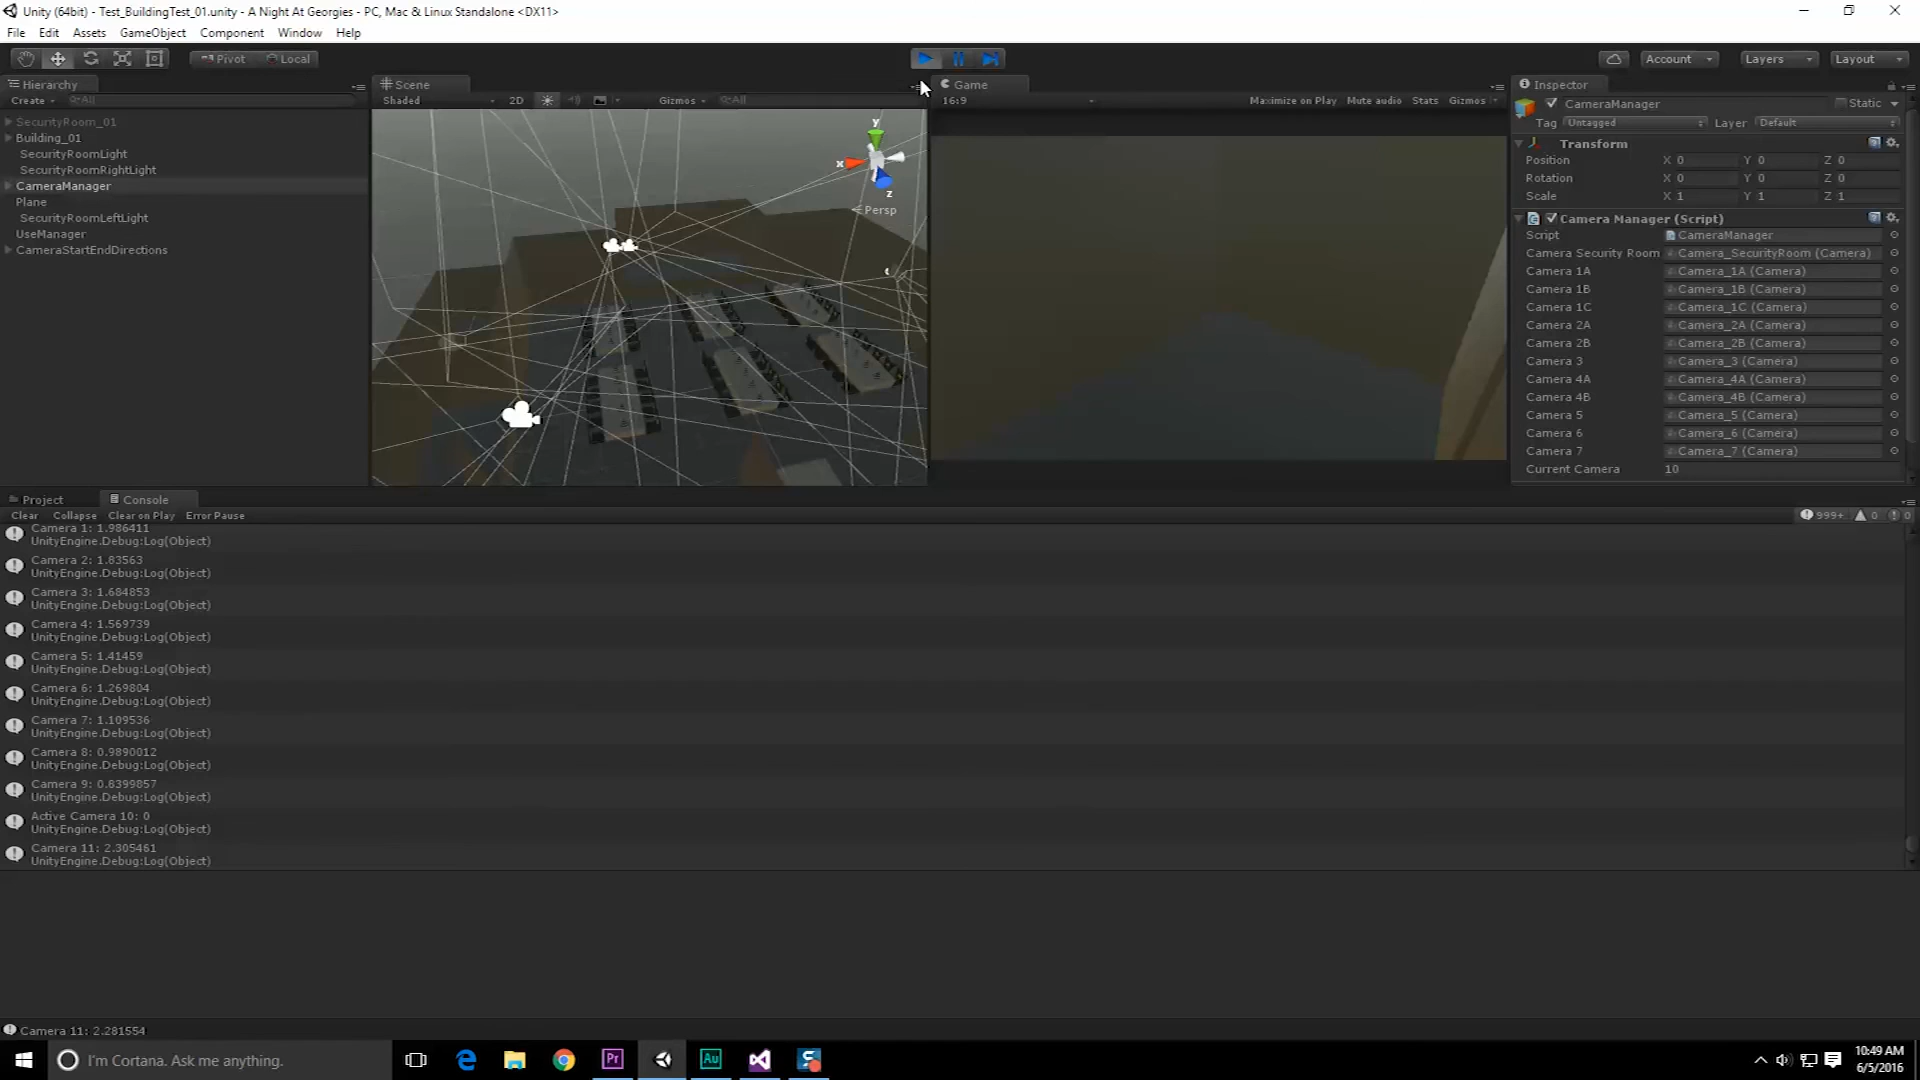 Unity (64bit) - Test_BuildingTest_01.unity - A Night At Georgies - PC, Mac & Linux Standalone <DX11>
File Edit Assets GameObject Component Window Help
Pivot Local Account Layers Layout
Hierarchy
Create All
SecurityRoom_01
Building_01
SecurityRoomLight
SecurityRoomRightLight
CameraManager
Plane
SecurityRoomLeftLight
UseManager
CameraStartEndDirections
Scene
Shaded 2D Gizmos All
y
x
z
Persp
Game
16:9 Maximize on Play Mute audio Stats Gizmos
Inspector
CameraManager Static
Tag Untagged Layer Default
Transform
Position X 0 Y 0 Z 0
Rotation X 0 Y 0 Z 0
Scale X 1 Y 1 Z 1
Camera Manager (Script)
Script CameraManager
Camera Security Room Camera_SecurityRoom (Camera)
Camera 1A Camera_1A (Camera)
Camera 1B Camera_1B (Camera)
Camera 1C Camera_1C (Camera)
Camera 2A Camera_2A (Camera)
Camera 2B Camera_2B (Camera)
Camera 3 Camera_3 (Camera)
Camera 4A Camera_4A (Camera)
Camera 4B Camera_4B (Camera)
Camera 5 Camera_5 (Camera)
Camera 6 Camera_6 (Camera)
Camera 7 Camera_7 (Camera)
Current Camera 10
Project Console
Clear Collapse Clear on Play Error Pause 999+ 0 0
Camera 1: 1.986411
UnityEngine.Debug:Log(Object)
Camera 2: 1.83563
UnityEngine.Debug:Log(Object)
Camera 3: 1.684853
UnityEngine.Debug:Log(Object)
Camera 4: 1.569739
UnityEngine.Debug:Log(Object)
Camera 5: 1.41459
UnityEngine.Debug:Log(Object)
Camera 6: 1.269804
UnityEngine.Debug:Log(Object)
Camera 7: 1.109536
UnityEngine.Debug:Log(Object)
Camera 8: 0.9890012
UnityEngine.Debug:Log(Object)
Camera 9: 0.8399857
UnityEngine.Debug:Log(Object)
Active Camera 10: 0
UnityEngine.Debug:Log(Object)
Camera 11: 2.305461
UnityEngine.Debug:Log(Object)
Camera 11: 2.281554
I'm Cortana. Ask me anything.
Pr
Au
10:49 AM
6/5/2016